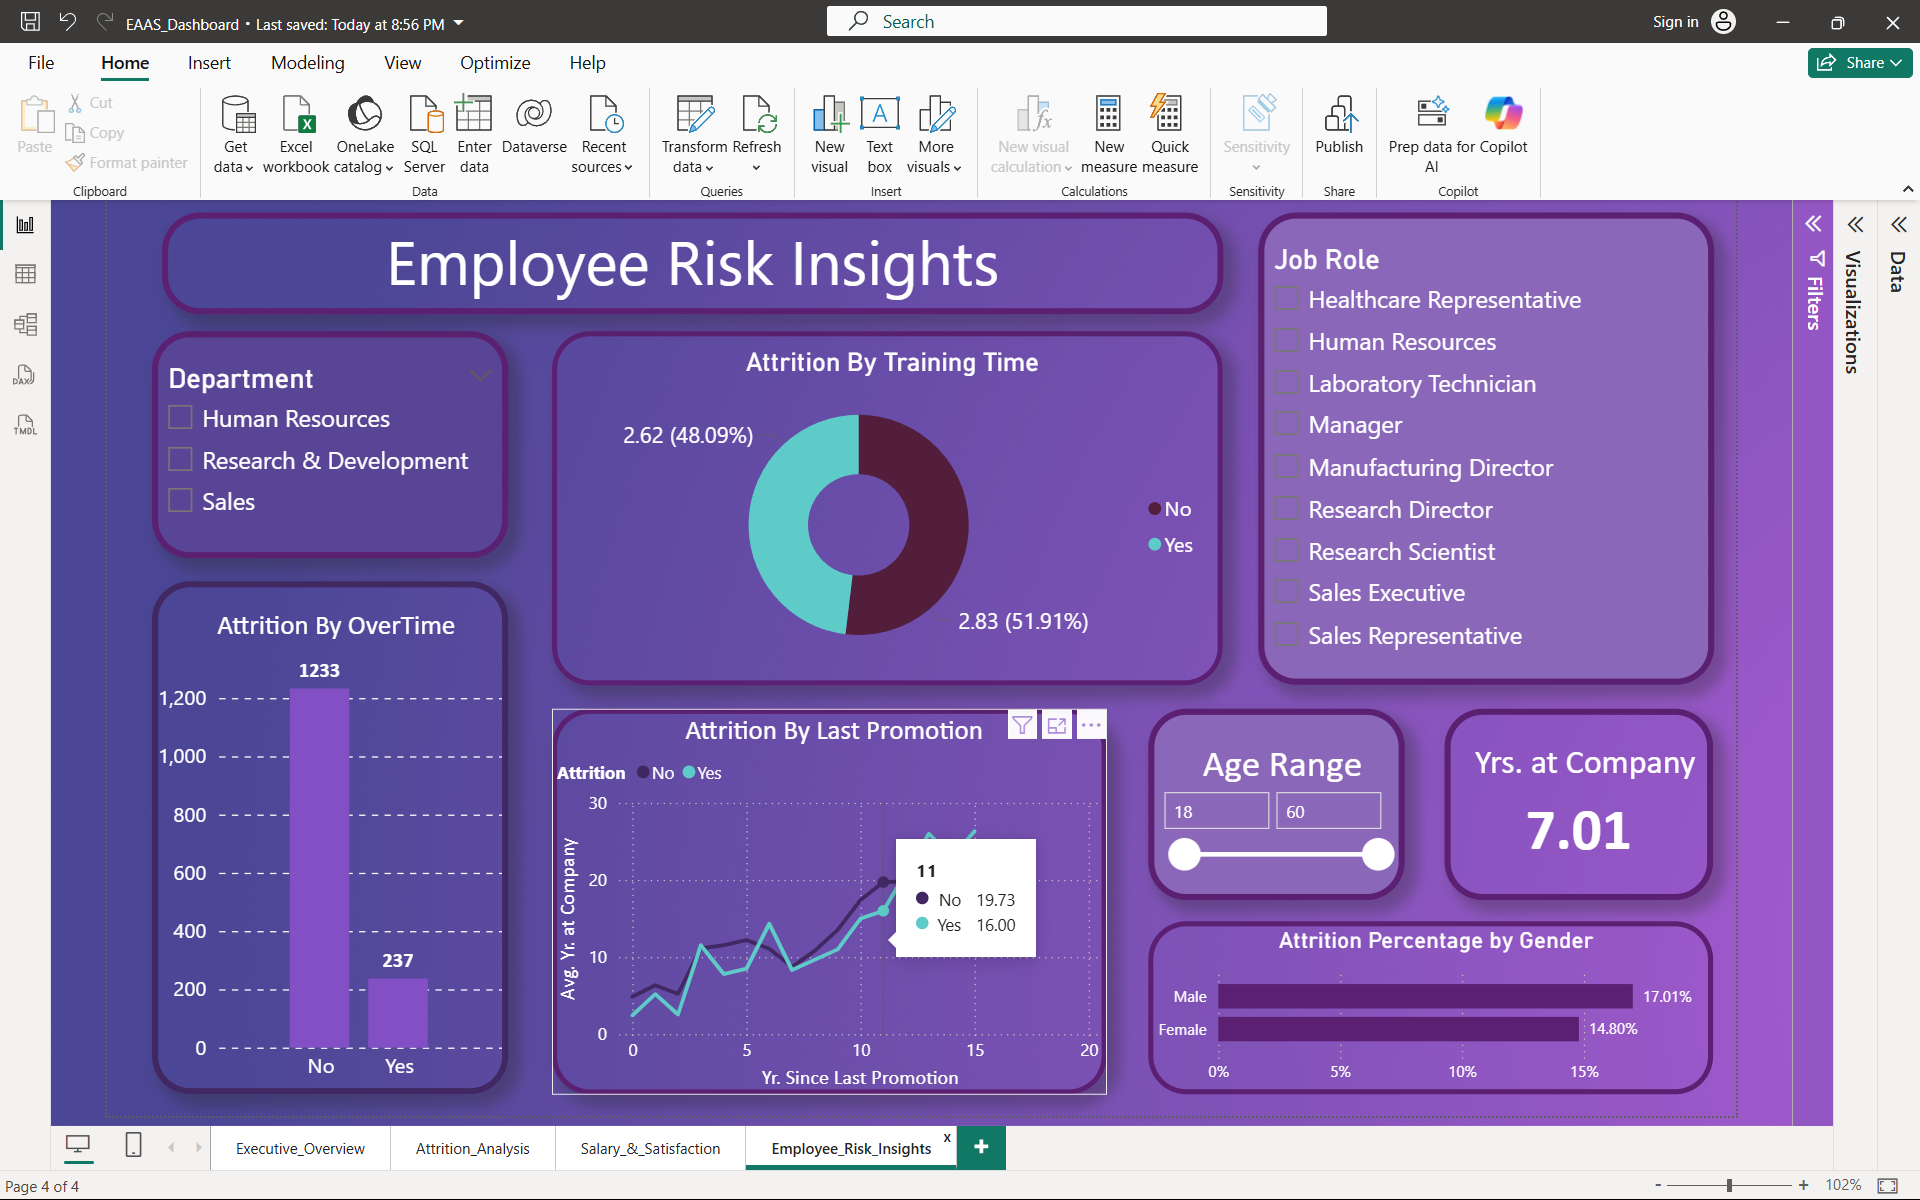 EAAS_Dashboard • Last saved: Today at 8:56 PM
Search
Sign in
File
Home
Insert
Modeling
View
Optimize
Help
Share
Paste
Cut
Copy
Format painter
Clipboard
Get data
Excel workbook
OneLake catalog
SQL Server
Enter data
Dataverse
Recent sources
Data
Transform data
Refresh
Queries
New visual
Text box
More visuals
Insert
New visual calculation
New measure
Quick measure
Calculations
Sensitivity
Sensitivity
Publish
Share
Prep data for AI
Copilot
Copilot
DAX
TMDL
Employee Risk Insights
Department
Human Resources
Research & Development
Sales
Attrition By Training Time
2.62 (48.09%)
2.83 (51.91%)
No
Yes
Job Role
Healthcare Representative
Human Resources
Laboratory Technician
Manager
Manufacturing Director
Research Director
Research Scientist
Sales Executive
Sales Representative
Filters
Visualizations
Data
Attrition By OverTime
1233
1,200
1,000
800
600
400
237
200
0
No
Yes
Attrition By Last Promotion
Attrition No Yes
30
20
10
0
Avg. Yr. at Company
0 5 10 15 20
Yr. Since Last Promotion
11
No 19.73
Yes 16.00
Age Range
18
60
Yrs. at Company
7.01
Attrition Percentage by Gender
Male 17.01%
Female 14.80%
0% 5% 10% 15%
Executive_Overview
Attrition_Analysis
Salary_&_Satisfaction
Employee_Risk_Insights
x
+
Page 4 of 4
- + 102%